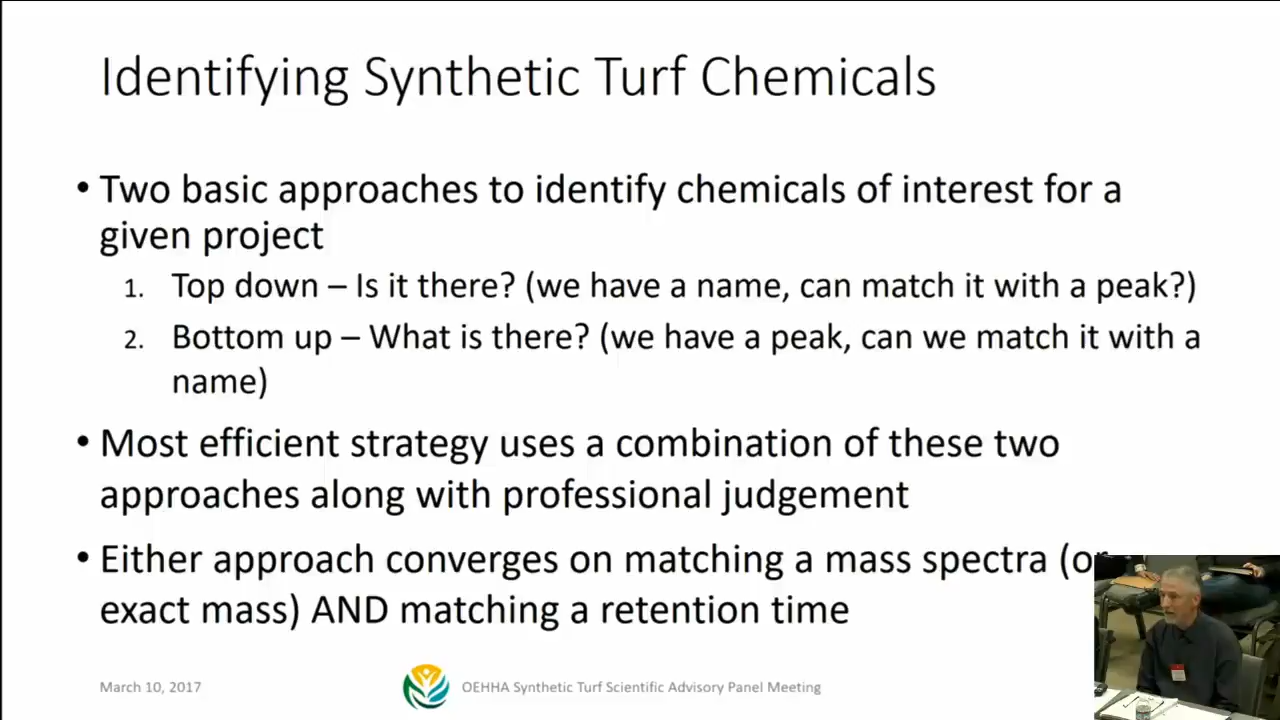 Identifying Synthetic Turf Chemicals
• Two basic approaches to identify chemicals of interest for a
given project
1. Top down – Is it there? (we have a name, can match it with a peak?)
2. Bottom up – What is there? (we have a peak, can we match it with a
name)
• Most efficient strategy uses a combination of these two
approaches along with professional judgement
• Either approach converges on matching a mass spectra (or
exact mass) AND matching a retention time
March 10, 2017
OEHHA Synthetic Turf Scientific Advisory Panel Meeting